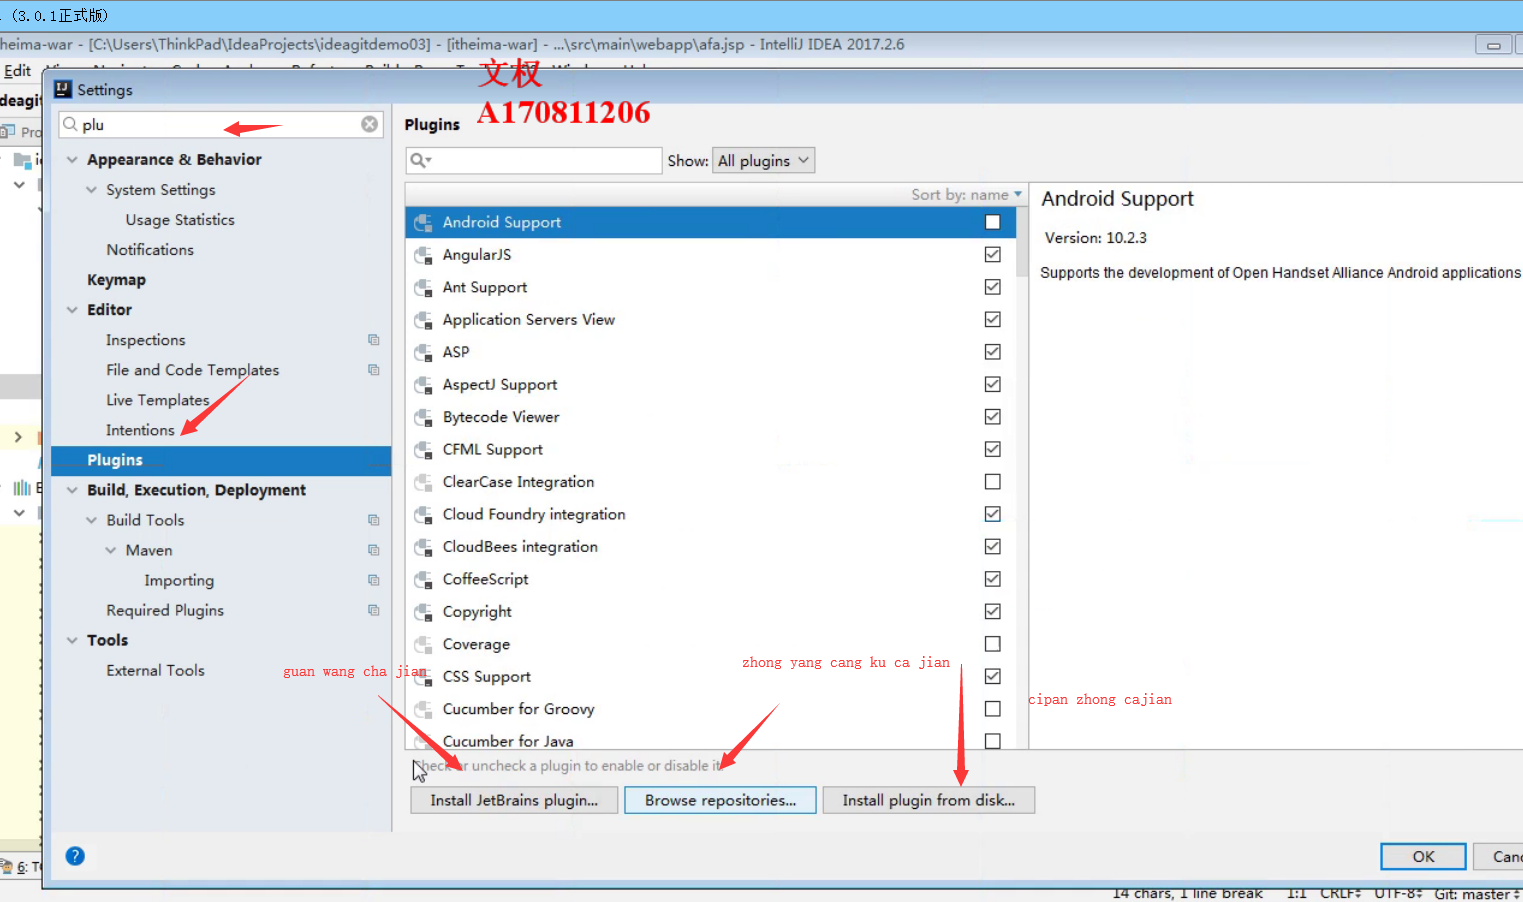 (3.0.1正式版)
theima-war - [C:\Users\ThinkPad\IdeaProjects\ideagitdemo03] - [itheima-war] - ...\src\main\webapp\afa.jsp - IntelliJ IDEA 2017.2.6
Edit
文权
A170811206
Settings
plu
Appearance & Behavior
System Settings
Usage Statistics
Notifications
Keymap
Editor
Inspections
File and Code Templates
Live Templates
Intentions
Plugins
Build, Execution, Deployment
Build Tools
Maven
Importing
Required Plugins
Tools
External Tools
Plugins
Show: All plugins
Sort by: name
Android Support
AngularJS
Ant Support
Application Servers View
ASP
AspectJ Support
Bytecode Viewer
CFML Support
ClearCase Integration
Cloud Foundry integration
CloudBees integration
CoffeeScript
Copyright
Coverage
CSS Support
Cucumber for Groovy
Cucumber for Java
guan wang cha jian
zhong yang cang ku ca jian
cipan zhong cajian
Check or uncheck a plugin to enable or disable it.
Install JetBrains plugin...
Browse repositories...
Install plugin from disk...
Android Support
Version: 10.2.3
Supports the development of Open Handset Alliance Android applications
?
OK
Canc
14 chars, 1 line break 1:1 CRLF÷ UTF-8÷ Git: master÷